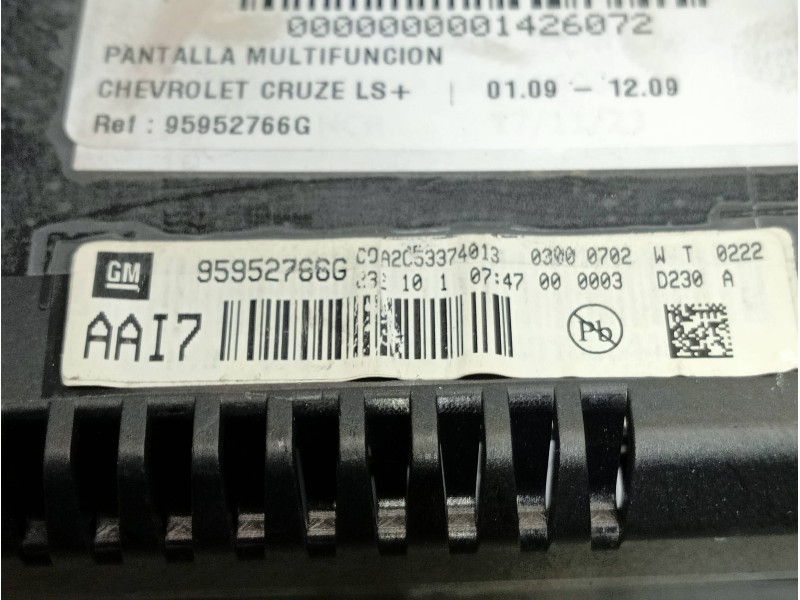 0000000001426072
PANTALLA MULTIFUNCION
CHEVROLET CRUZE LS+ | 01.09 – 12.09
Ref : 95952766G
GM 95952766G A2C53374013 0300 0702 W T 0222
10 1 07:47 00 0003 D230 A
AAI7 Pb